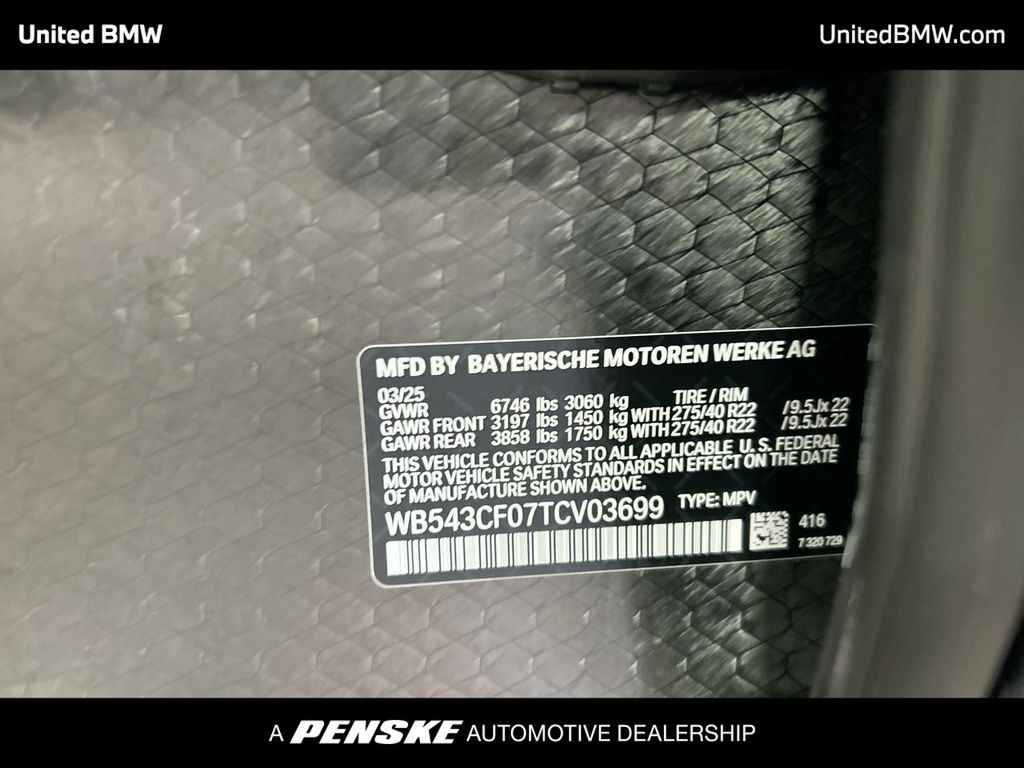 United BMW
UnitedBMW.com
MFD BY BAYERISCHE MOTOREN WERKE AG
03/25 TIRE / RIM
GVWR 6746 lbs 3060 kg
GAWR FRONT 3197 lbs 1450 kg WITH 275/40 R22 /9.5Jx22
GAWR REAR 3858 lbs 1750 kg WITH 275/40 R22 /9.5Jx22
THIS VEHICLE CONFORMS TO ALL APPLICABLE U.S. FEDERAL
MOTOR VEHICLE SAFETY STANDARDS IN EFFECT ON THE DATE
OF MANUFACTURE SHOWN ABOVE.
WB543CF07TCV03699 TYPE: MPV
416
7 320 729
A PENSKE AUTOMOTIVE DEALERSHIP